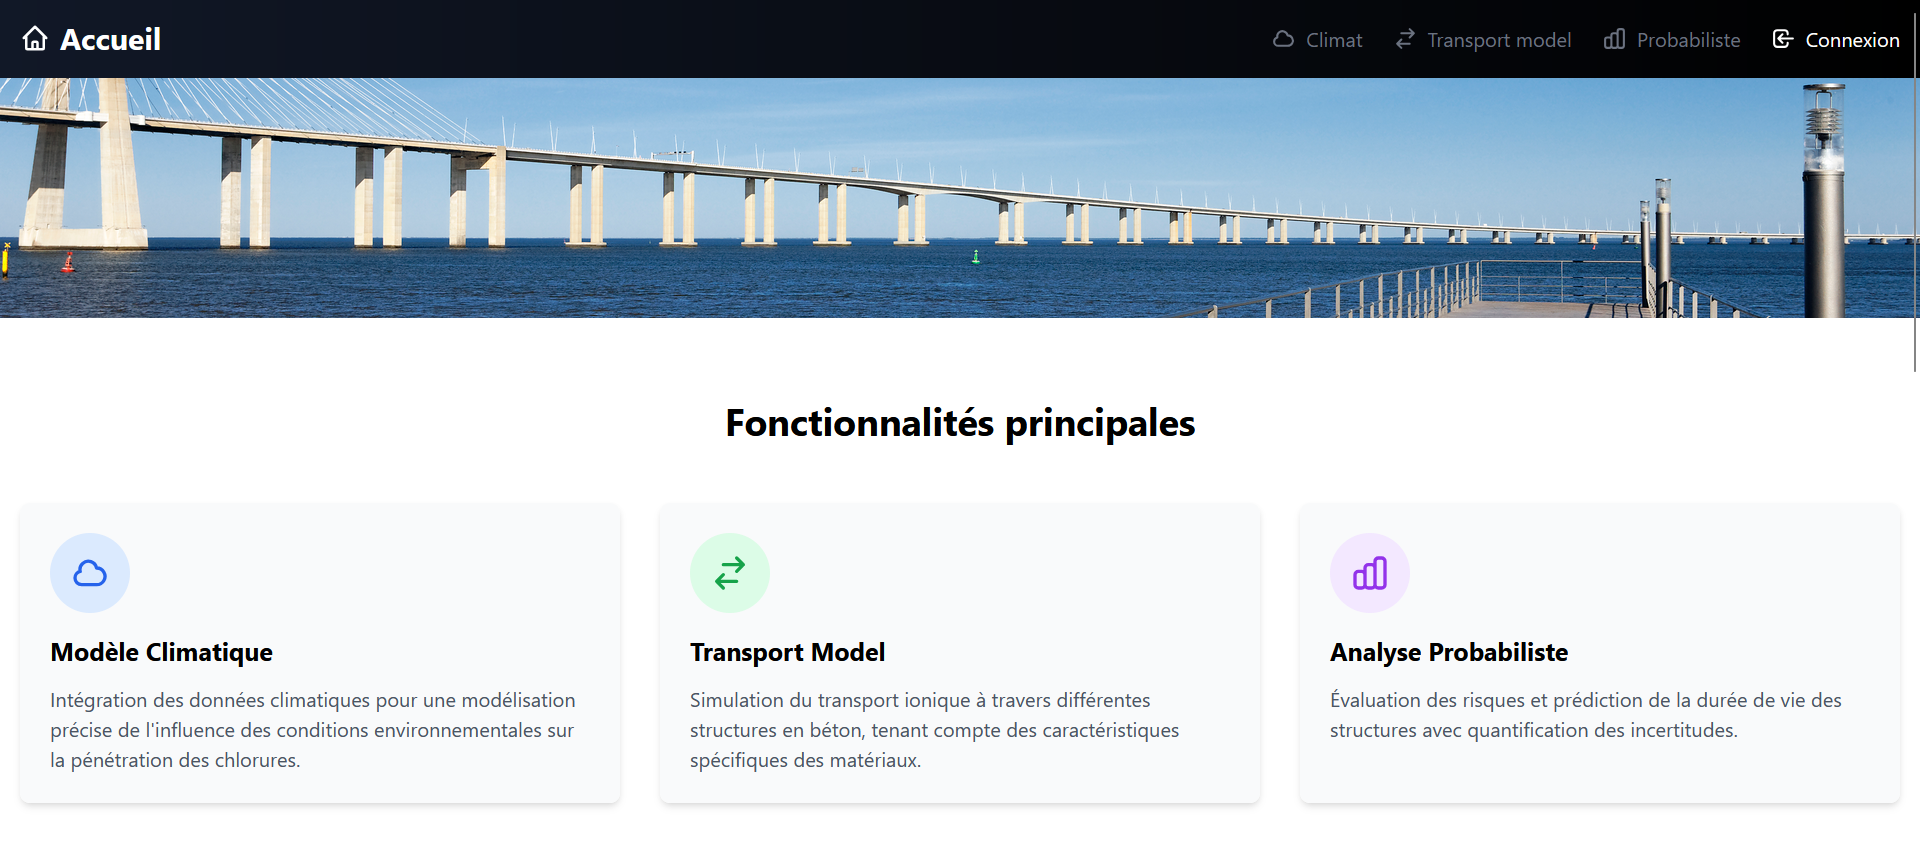 Accueil
Climat
Transport model
Probabiliste
Connexion
Fonctionnalités principales
Modèle Climatique
Intégration des données climatiques pour une modélisation
précise de l'influence des conditions environnementales sur
la pénétration des chlorures.
Transport Model
Simulation du transport ionique à travers différentes
structures en béton, tenant compte des caractéristiques
spécifiques des matériaux.
Analyse Probabiliste
Évaluation des risques et prédiction de la durée de vie des
structures avec quantification des incertitudes.